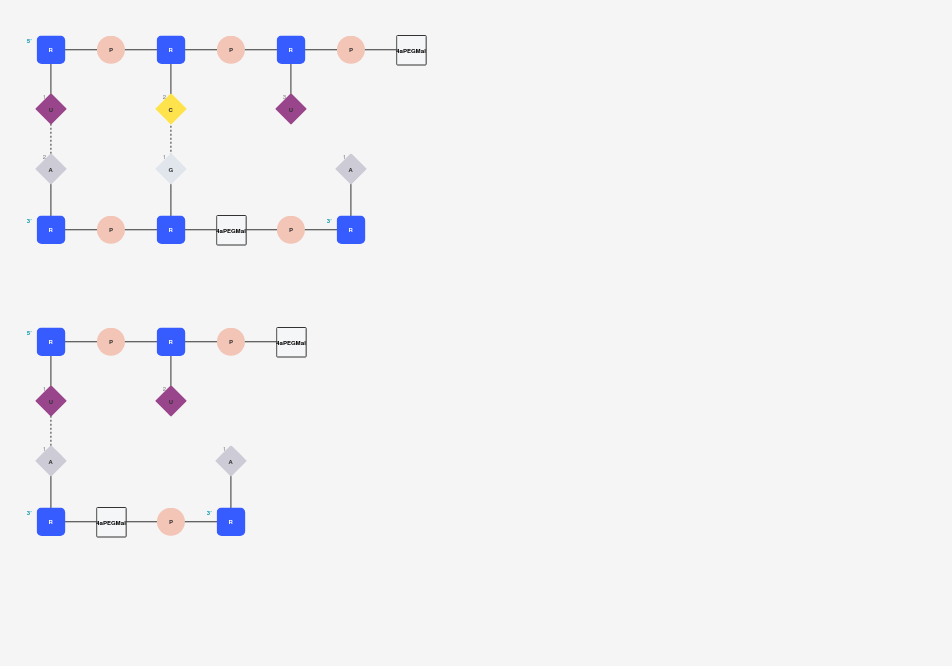 5' R P R P R P 4aPEGMal
1 U 2 C 3 U
2 A 1 G 1 A
3' R P R 4aPEGMal P 3' R
5' R P R P 4aPEGMal
1 U 2 U
1 A 1 A
3' R 4aPEGMal P 3' R